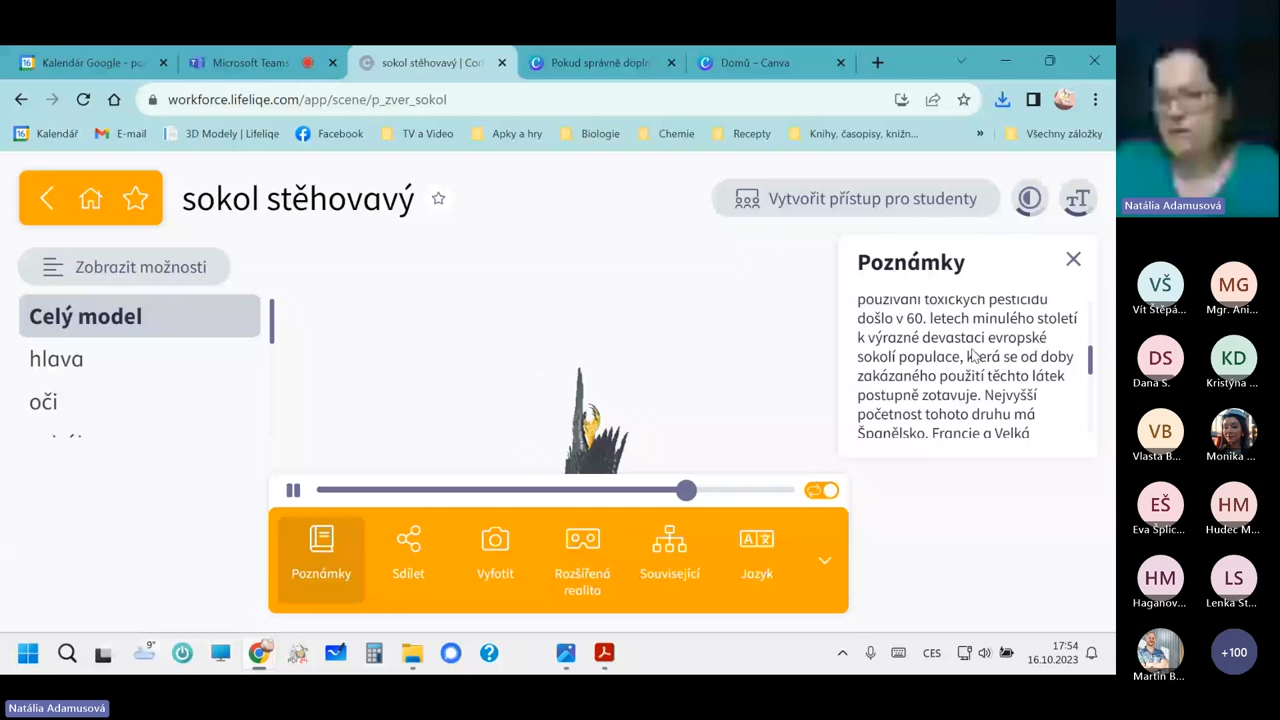 Kalendár Google - po
Microsoft Teams
sokol stěhovavý | Cor
Pokud správně doplní
Domů – Canva
workforce.lifeliqe.com/app/scene/p_zver_sokol
Kalendář
E-mail
3D Modely | Lifeliqe
Facebook
TV a Video
Apky a hry
Biologie
Chemie
Recepty
Knihy, časopisy, knižn...
»
Všechny záložky
sokol stěhovavý
Vytvořit přístup pro studenty
Zobrazit možnosti
Celý model
hlava
oči
Poznámky
používání toxických pesticidů
došlo v 60. letech minulého století
k výrazné devastaci evropské
sokolí populace, která se od doby
zakázaného použití těchto látek
postupně zotavuje. Nejvyšší
početnost tohoto druhu má
Španělsko, Francie a Velká
Poznámky
Sdílet
Vyfotit
Rozšířená
realita
Související
Jazyk
9°
CES
17:54
16.10.2023
Natália Adamusová
VŠ
Vít Štěpá...
MG
Mgr. Ani...
DS
Dana S.
KD
Kristýna ...
VB
Vlasta B...
Monika ...
EŠ
Eva Šplíc...
HM
Hudec M...
HM
Haganov...
LS
Lenka St...
Martin B...
+100
Natália Adamusová